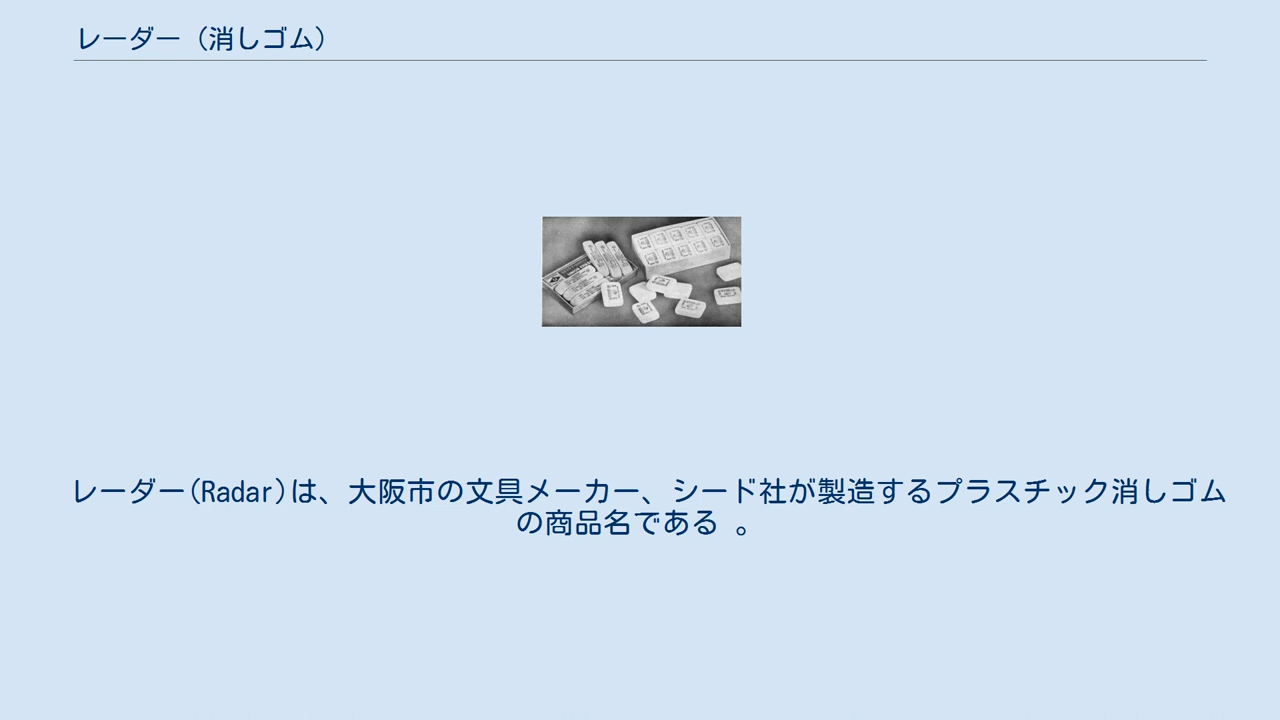 レーダー（消しゴム）
レーダー(Radar)は、大阪市の文具メーカー、シード社が製造するプラスチック消しゴム
の商品名である 。